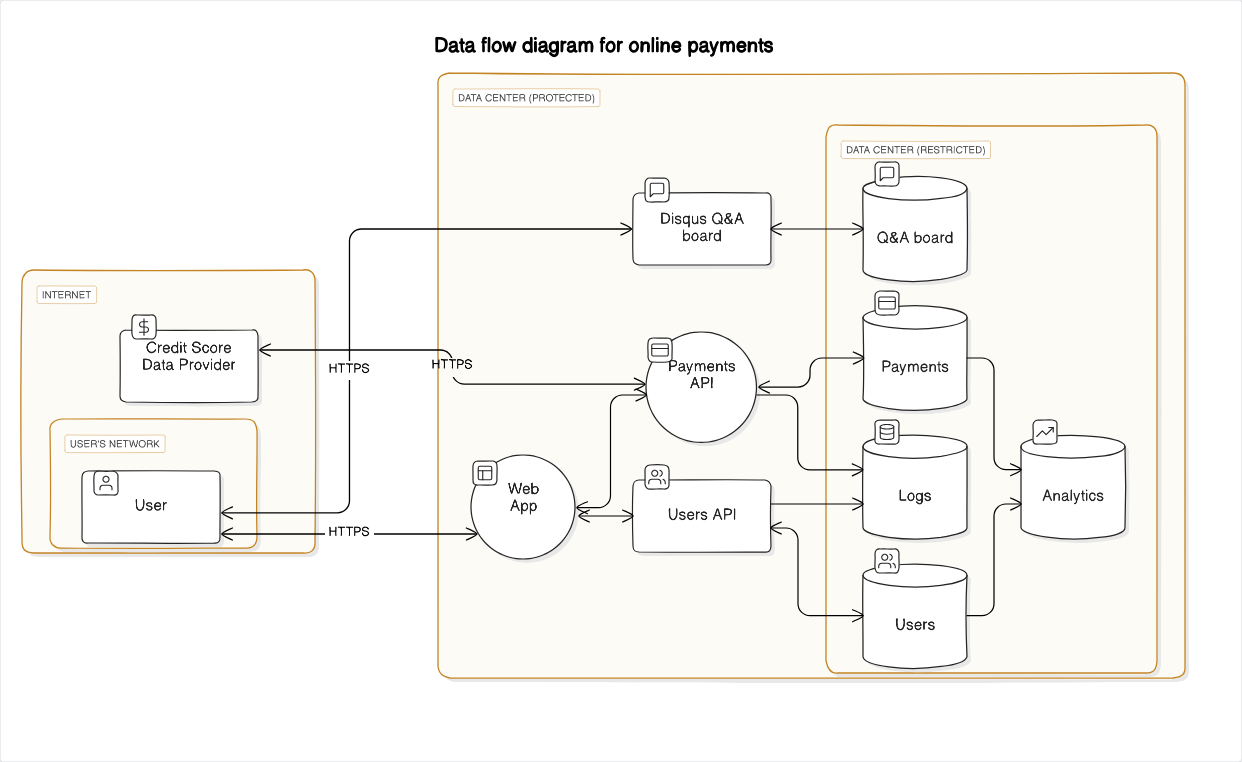 Data flow diagram for online payments
DATA CENTER (PROTECTED)
DATA CENTER (RESTRICTED)
Disqus Q&A
board
Q&A board
INTERNET
Credit Score
Data Provider
HTTPS
HTTPS
Payments
API
Payments
USER'S NETWORK
User
HTTPS
Web
App
Users API
Logs
Analytics
Users
$